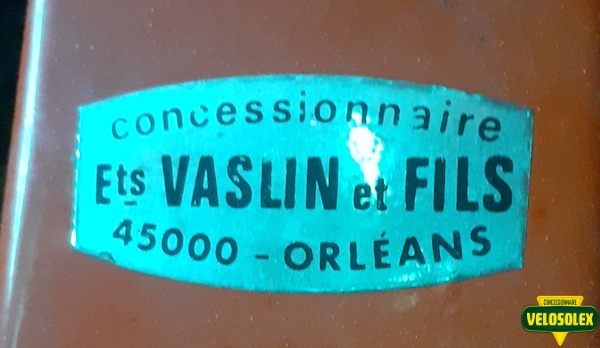 concessionnaire
Ets VASLIN et FILS
45000 - ORLÉANS
CONCESSIONNAIRE
VELOSOLEX